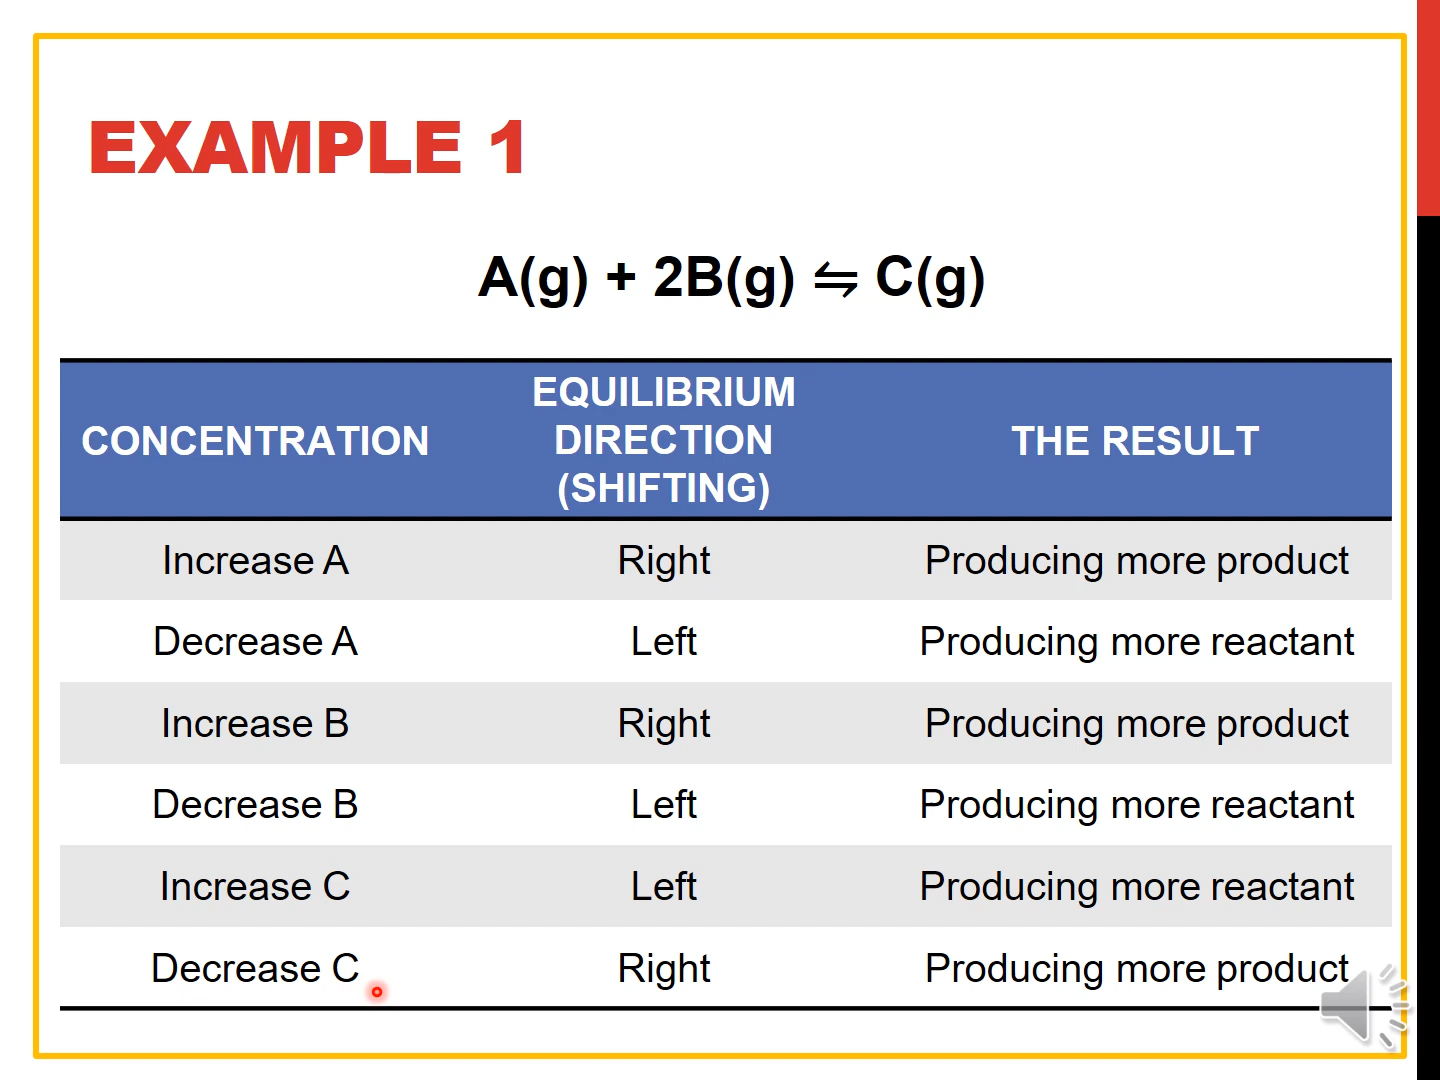 EXAMPLE 1
A(g) + 2B(g) ⇋ C(g)
CONCENTRATION
EQUILIBRIUM
DIRECTION
(SHIFTING)
THE RESULT
Increase A Right Producing more product
Decrease A Left Producing more reactant
Increase B Right Producing more product
Decrease B Left Producing more reactant
Increase C Left Producing more reactant
Decrease C Right Producing more product